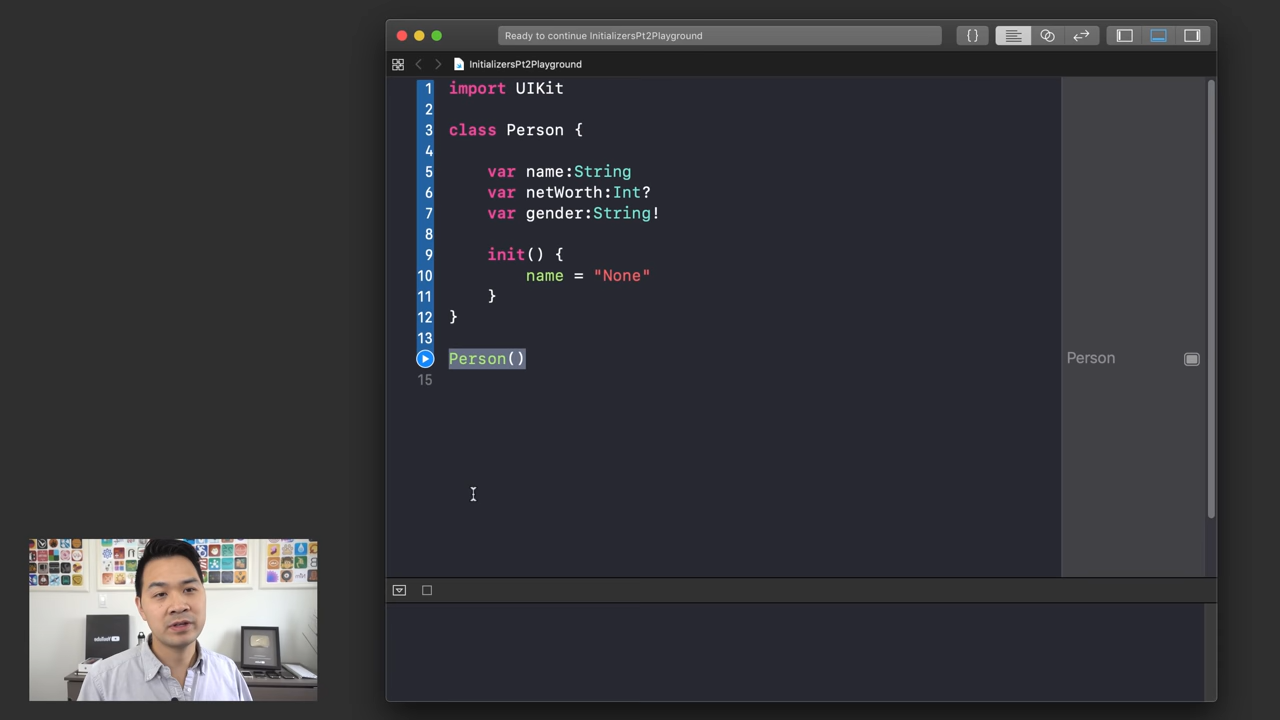 Ready to continue InitializersPt2Playground
{}
InitializersPt2Playground
1 import UIKit
2
3 class Person {
4
5 var name:String
6 var netWorth:Int?
7 var gender:String!
8
9 init() {
10 name = "None"
11 }
12 }
13
Person()
Person
15
YouTube